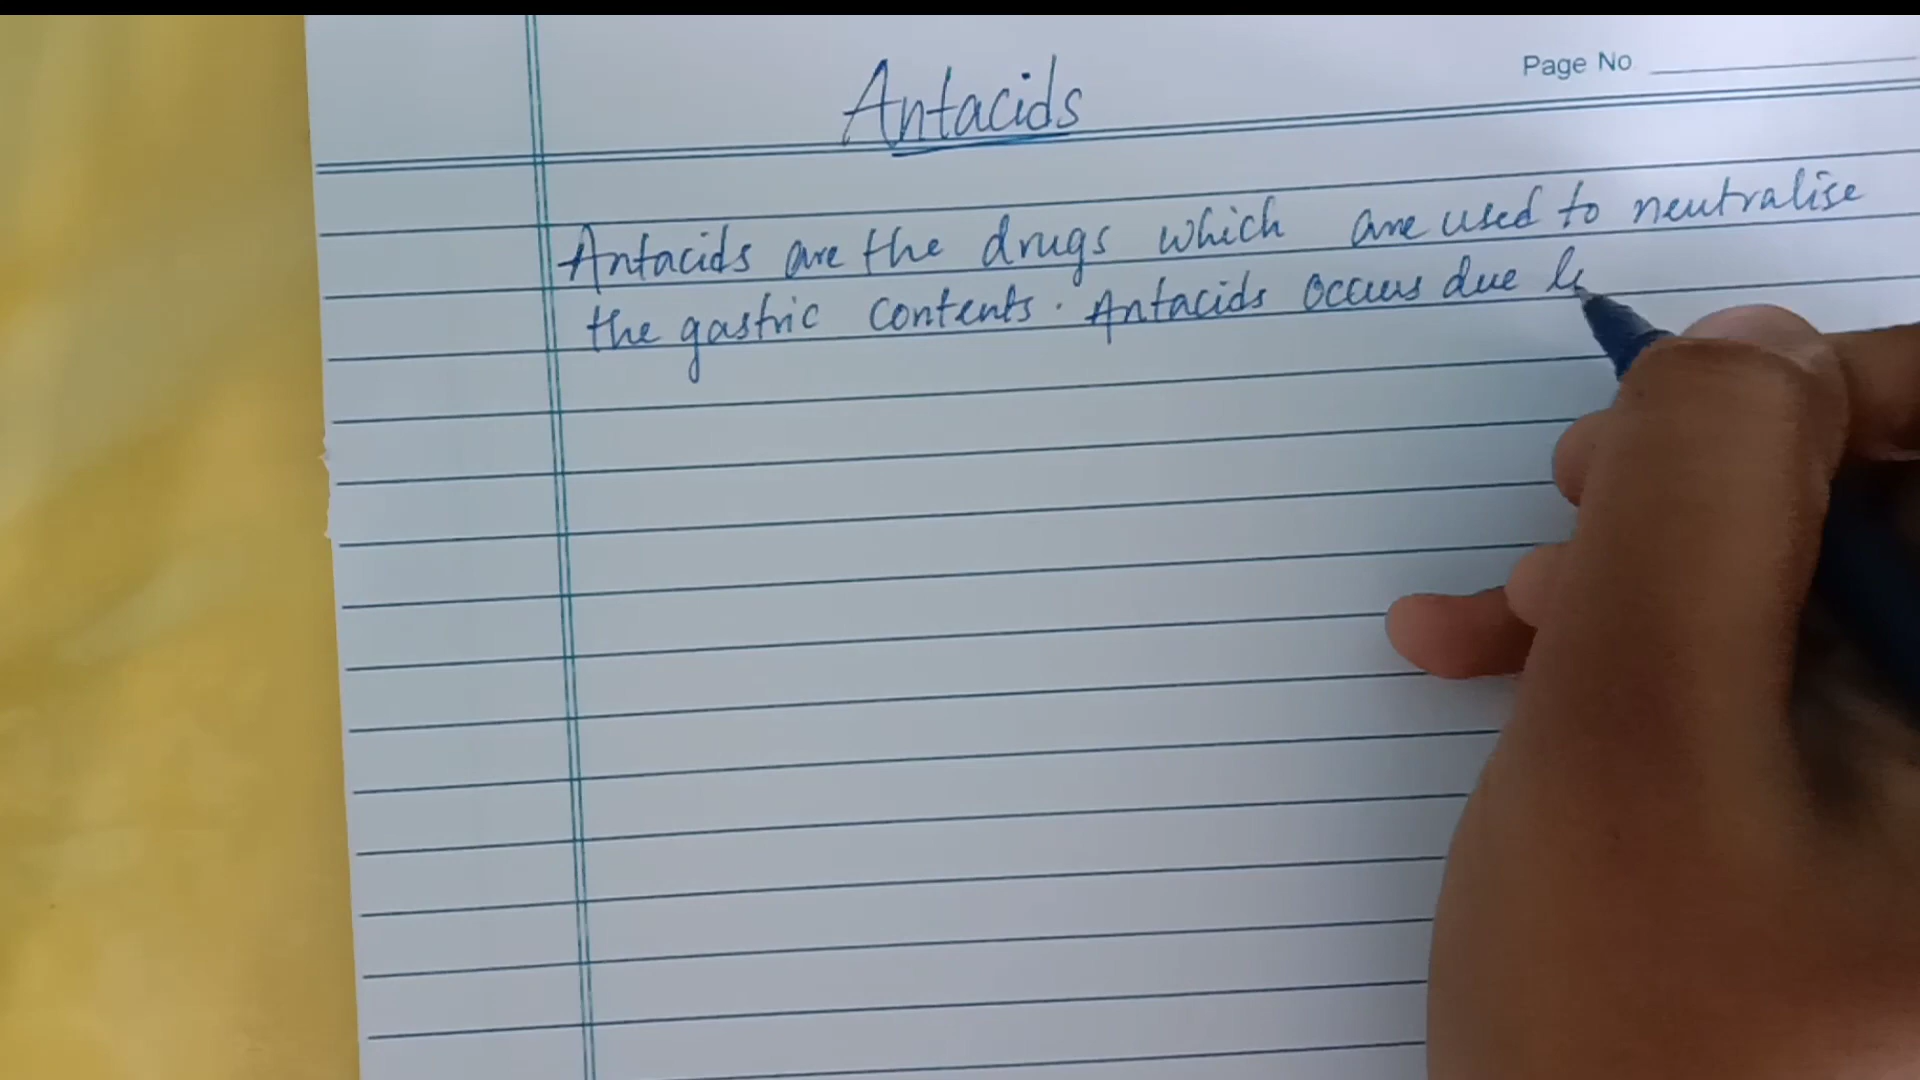 Page No
Antacids
Antacids are the drugs which are used to neutralise
the gastric contents. Antacids occurs due